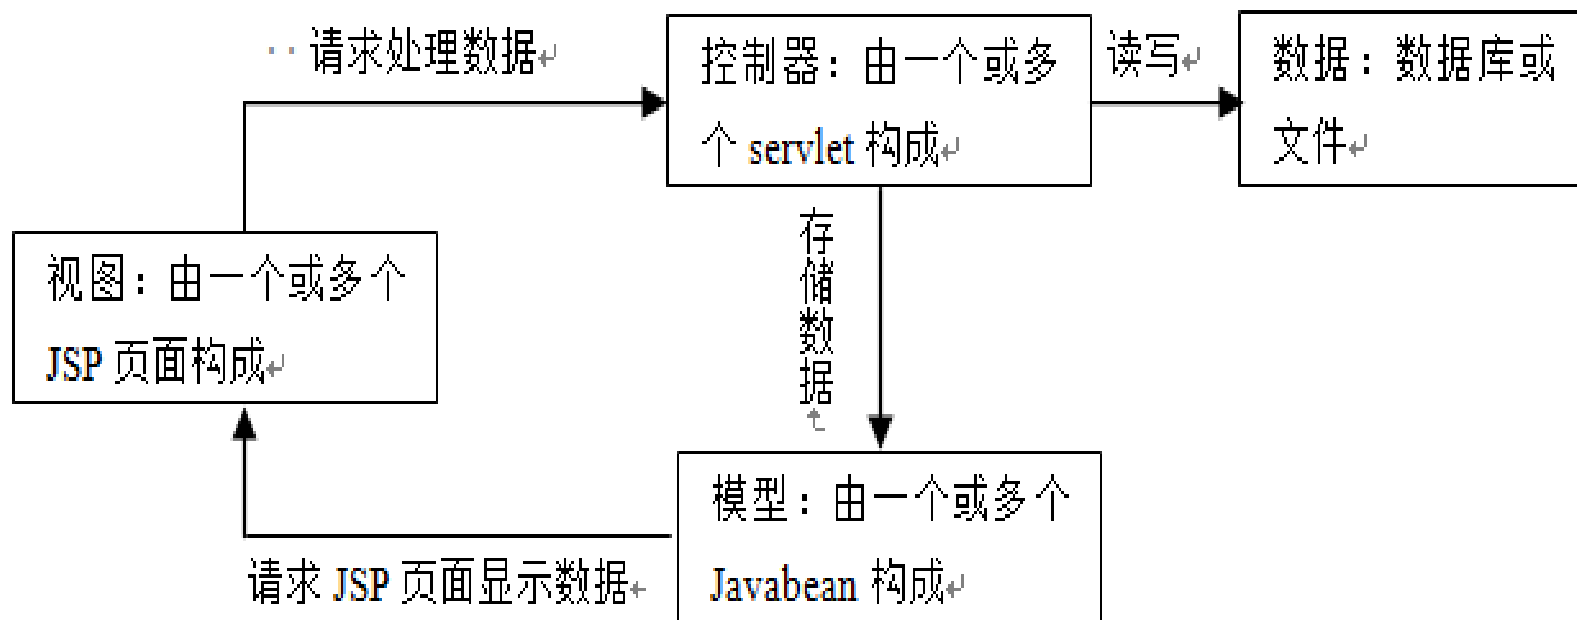 请求处理数据
控制器：由一个或多
个 servlet 构成
读写
数据：数据库或
文件
视图：由一个或多个
JSP 页面构成
存储数据
模型：由一个或多个
Javabean 构成
请求 JSP 页面显示数据